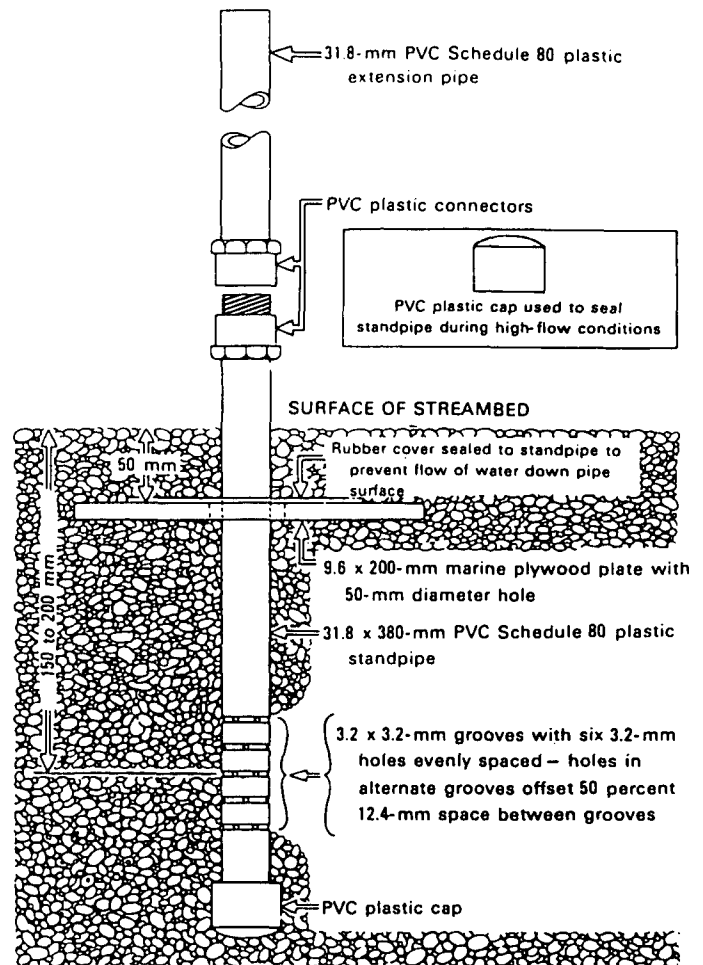 31.8-mm PVC Schedule 80 plastic
extension pipe
PVC plastic connectors
PVC plastic cap used to seal
standpipe during high-flow conditions
SURFACE OF STREAMBED
50 mm
Rubber cover sealed to standpipe to
prevent flow of water down pipe
surface
150 to 200 mm
9.6 x 200-mm marine plywood plate with
50-mm diameter hole
31.8 x 380-mm PVC Schedule 80 plastic
standpipe
3.2 x 3.2-mm grooves with six 3.2-mm
holes evenly spaced – holes in
alternate grooves offset 50 percent
12.4-mm space between grooves
PVC plastic cap